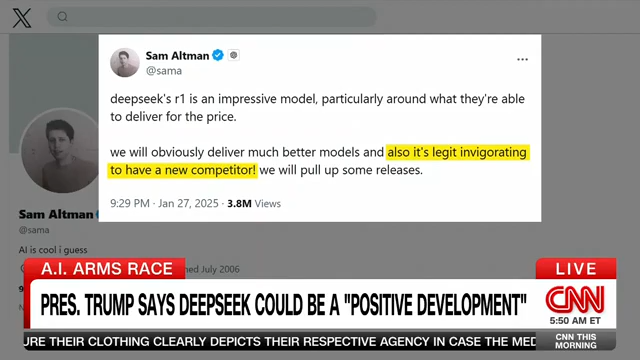 Sam Altman
@sama
deepseek's r1 is an impressive model, particularly around what they're able
to deliver for the price.
we will obviously deliver much better models and also it's legit invigorating
to have a new competitor! we will pull up some releases.
9:29 PM · Jan 27, 2025 · 3.8M Views
Sam Altman
@sama
AI is cool i guess
ned July 2006
A.I. ARMS RACE
LIVE
PRES. TRUMP SAYS DEEPSEEK COULD BE A "POSITIVE DEVELOPMENT"
CNN
5:50 AM ET
URE THEIR CLOTHING CLEARLY DEPICTS THEIR RESPECTIVE AGENCY IN CASE THE MED
CNN THIS
MORNING